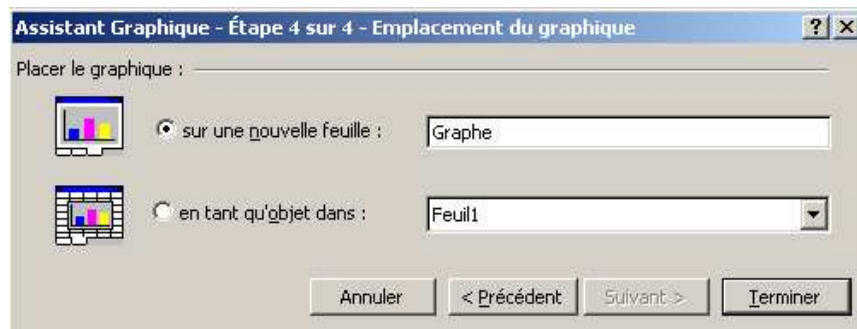 Assistant Graphique - Étape 4 sur 4 - Emplacement du graphique
Placer le graphique :
sur une nouvelle feuille : Graphe
en tant qu'objet dans : Feuil1
Annuler < Précédent Suivant > Terminer